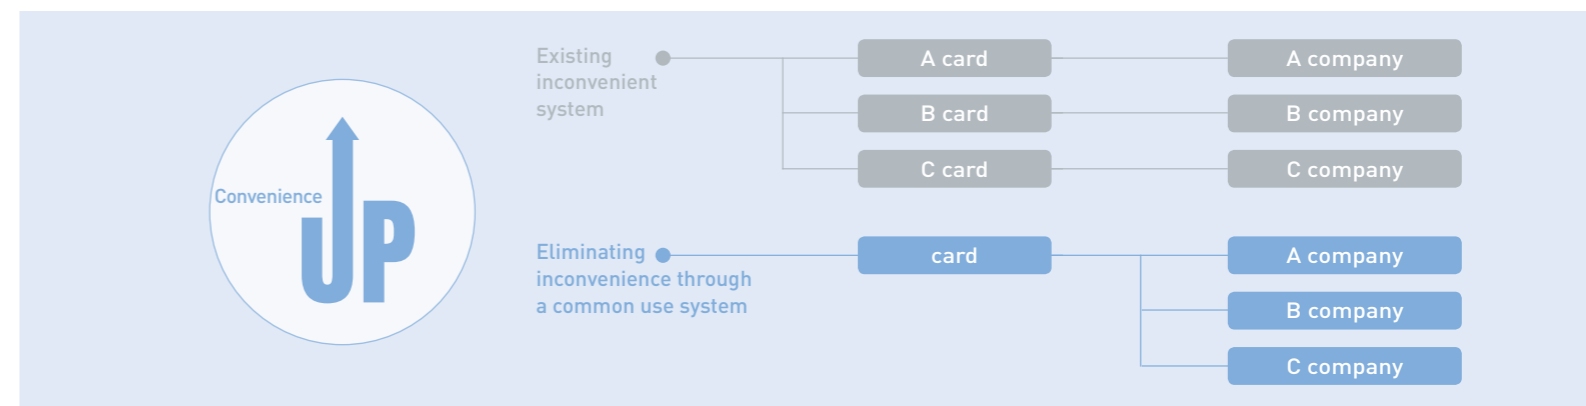 Convenience
UP
Existing
inconvenient
system
A card
A company
B card
B company
C card
C company
Eliminating
inconvenience through
a common use system
card
A company
B company
C company